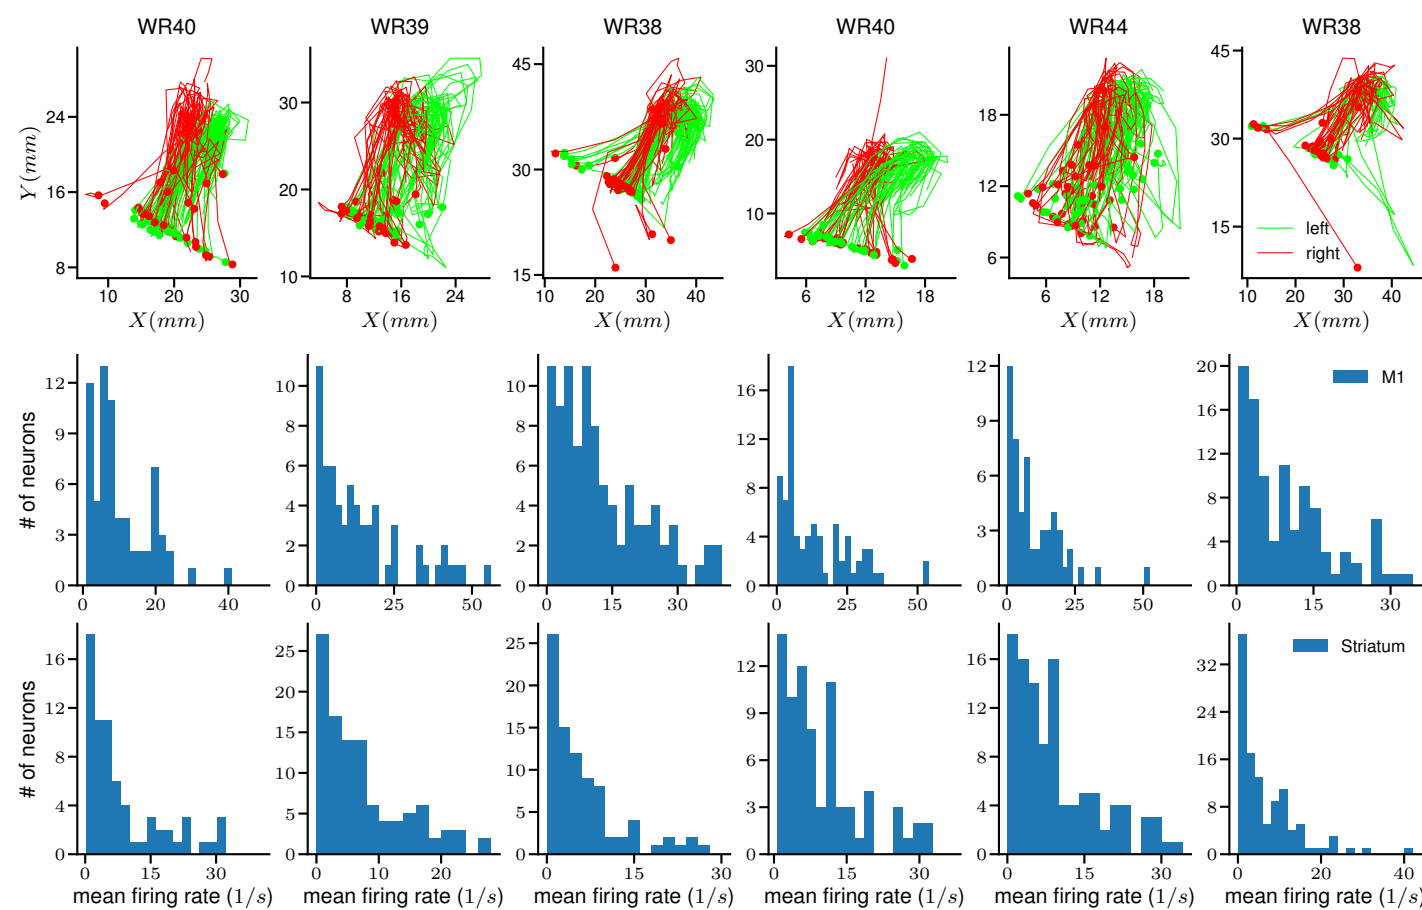 WR40 WR39 WR38 WR40 WR44 WR38
Y(mm)
24
16
8
10 20 30
X(mm)
30
20
10
8 16 24
X(mm)
45
30
15
10 20 30 40
X(mm)
30
20
10
6 12 18
X(mm)
18
12
6
6 12 18
X(mm)
45
30
15
10 20 30 40
X(mm)
left
right
# of neurons
12
9
6
3
0
0 20 40
10
8
6
4
2
0
0 25 50
10
8
6
4
2
0
0 15 30
16
12
8
4
0
0 25 50
12
9
6
3
0
0 25 50
20
16
12
8
4
0
0 15 30
M1
# of neurons
16
12
8
4
0
0 15 30
mean firing rate (1/s)
25
20
15
10
5
0
0 10 20
mean firing rate (1/s)
25
20
15
10
5
0
0 15 30
mean firing rate (1/s)
12
9
6
3
0
0 15 30
mean firing rate (1/s)
16
12
8
4
0
0 15 30
mean firing rate (1/s)
32
24
16
8
0
0 20 40
mean firing rate (1/s)
Striatum